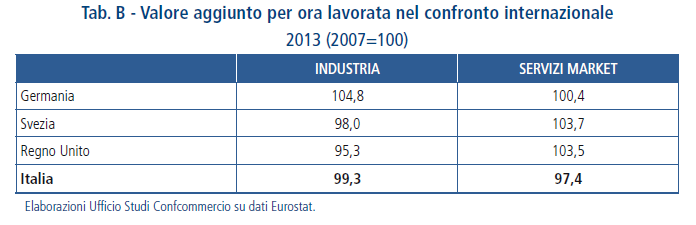 Tab. B - Valore aggiunto per ora lavorata nel confronto internazionale
2013 (2007=100)
INDUSTRIA SERVIZI MARKET
Germania 104,8 100,4
Svezia 98,0 103,7
Regno Unito 95,3 103,5
Italia 99,3 97,4
Elaborazioni Ufficio Studi Confcommercio su dati Eurostat.